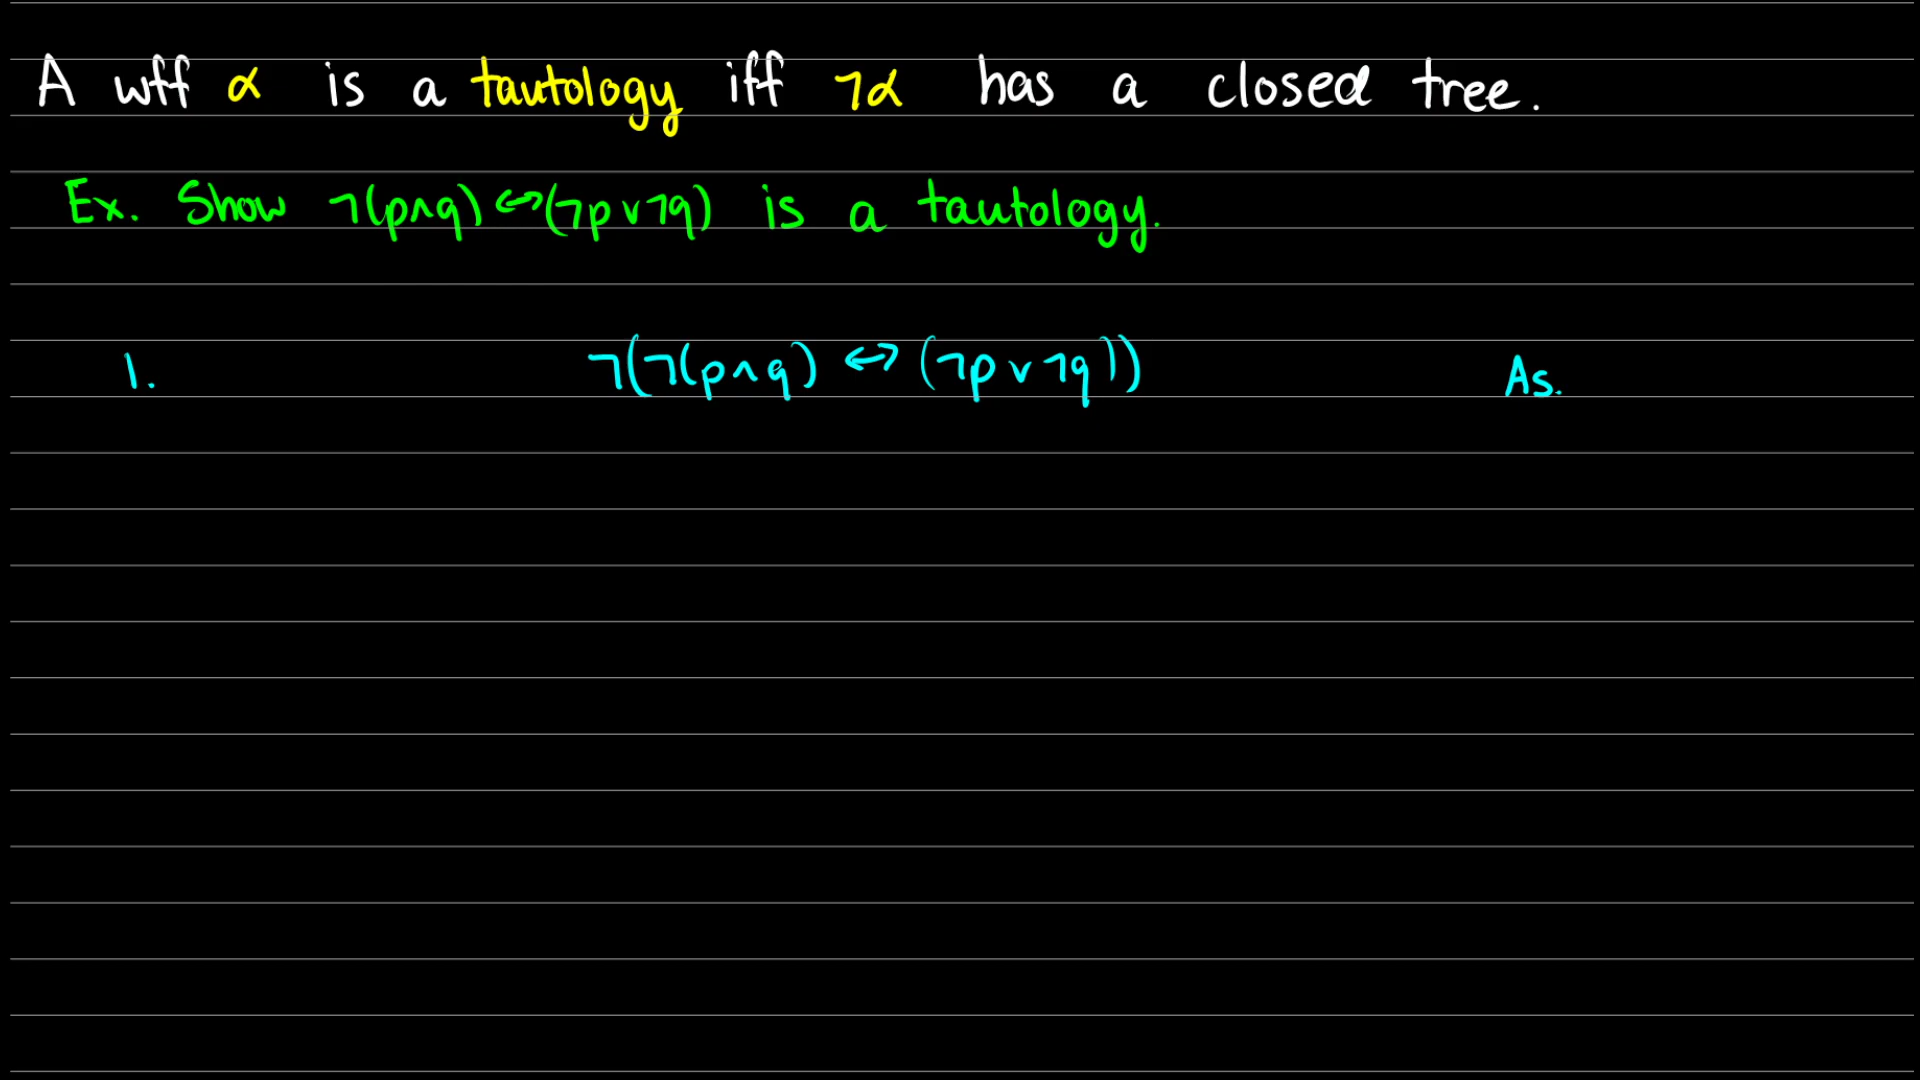 A wff α is a tautology iff ¬α has a closed tree.
Ex. Show ¬(p∧q)↔(¬p∨¬q) is a tautology.
1. ¬(¬(p∧q) ↔ (¬p∨¬q)) As.